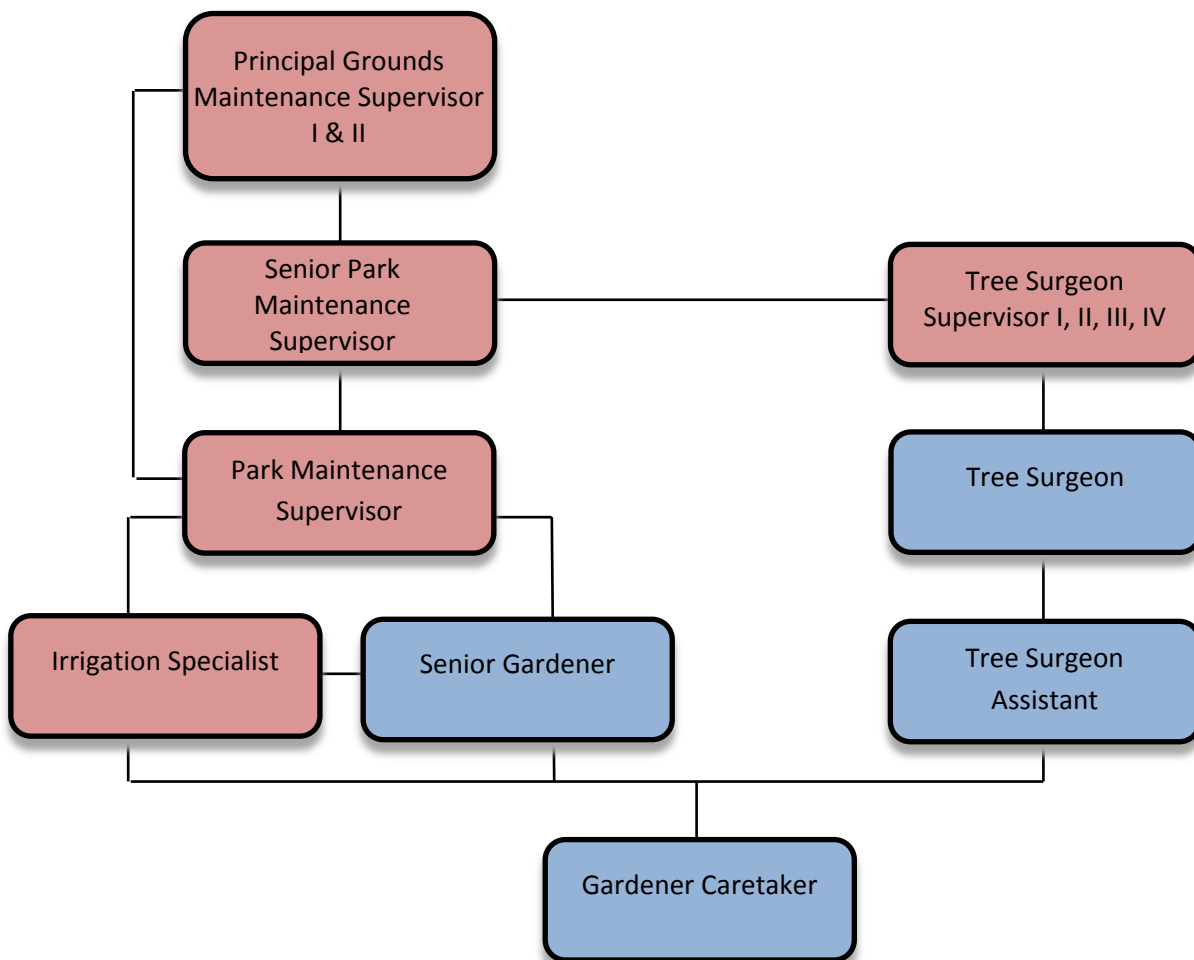 Principal Grounds
Maintenance Supervisor
I & II
Senior Park
Maintenance
Supervisor
Tree Surgeon
Supervisor I, II, III, IV
Park Maintenance
Supervisor
Tree Surgeon
Irrigation Specialist
Senior Gardener
Tree Surgeon
Assistant
Gardener Caretaker